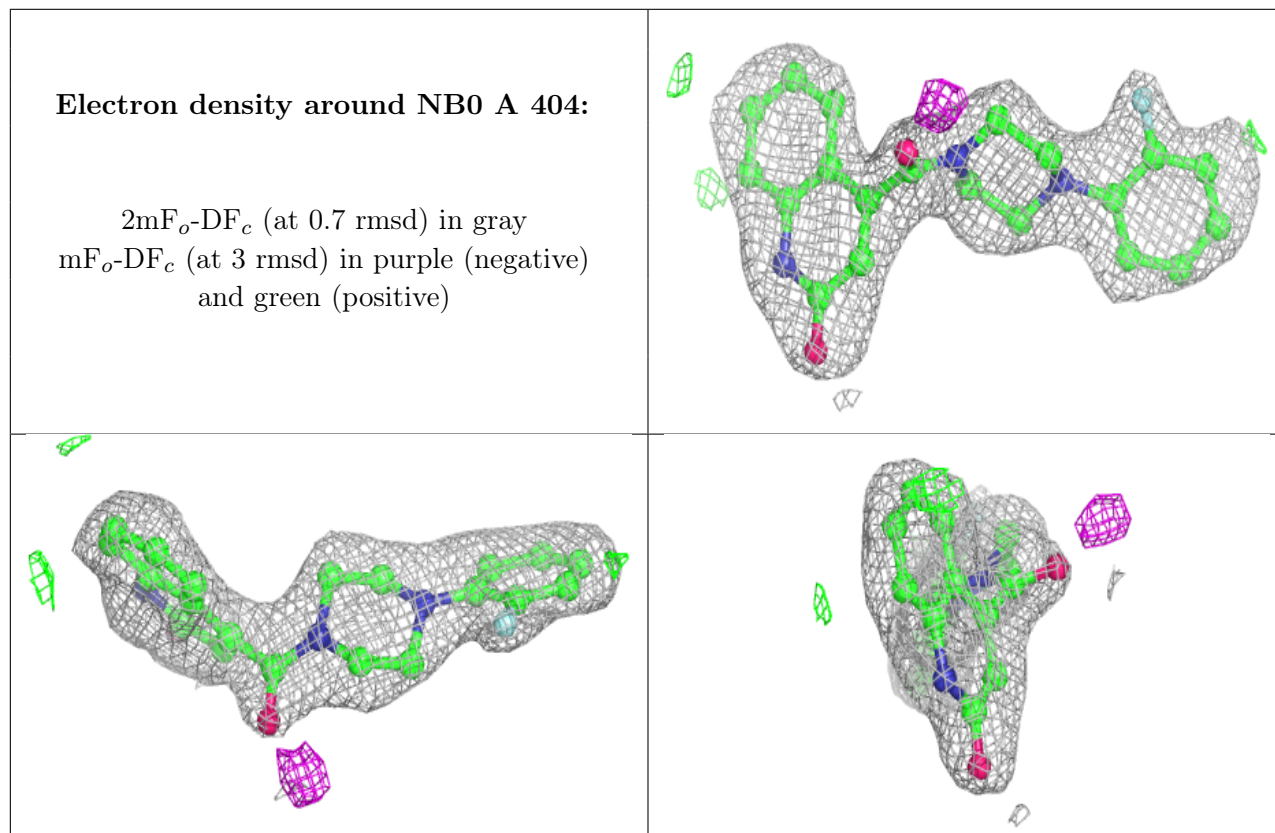 Electron density around NB0 A 404:
2mFo-DFc (at 0.7 rmsd) in gray
mFo-DFc (at 3 rmsd) in purple (negative)
and green (positive)